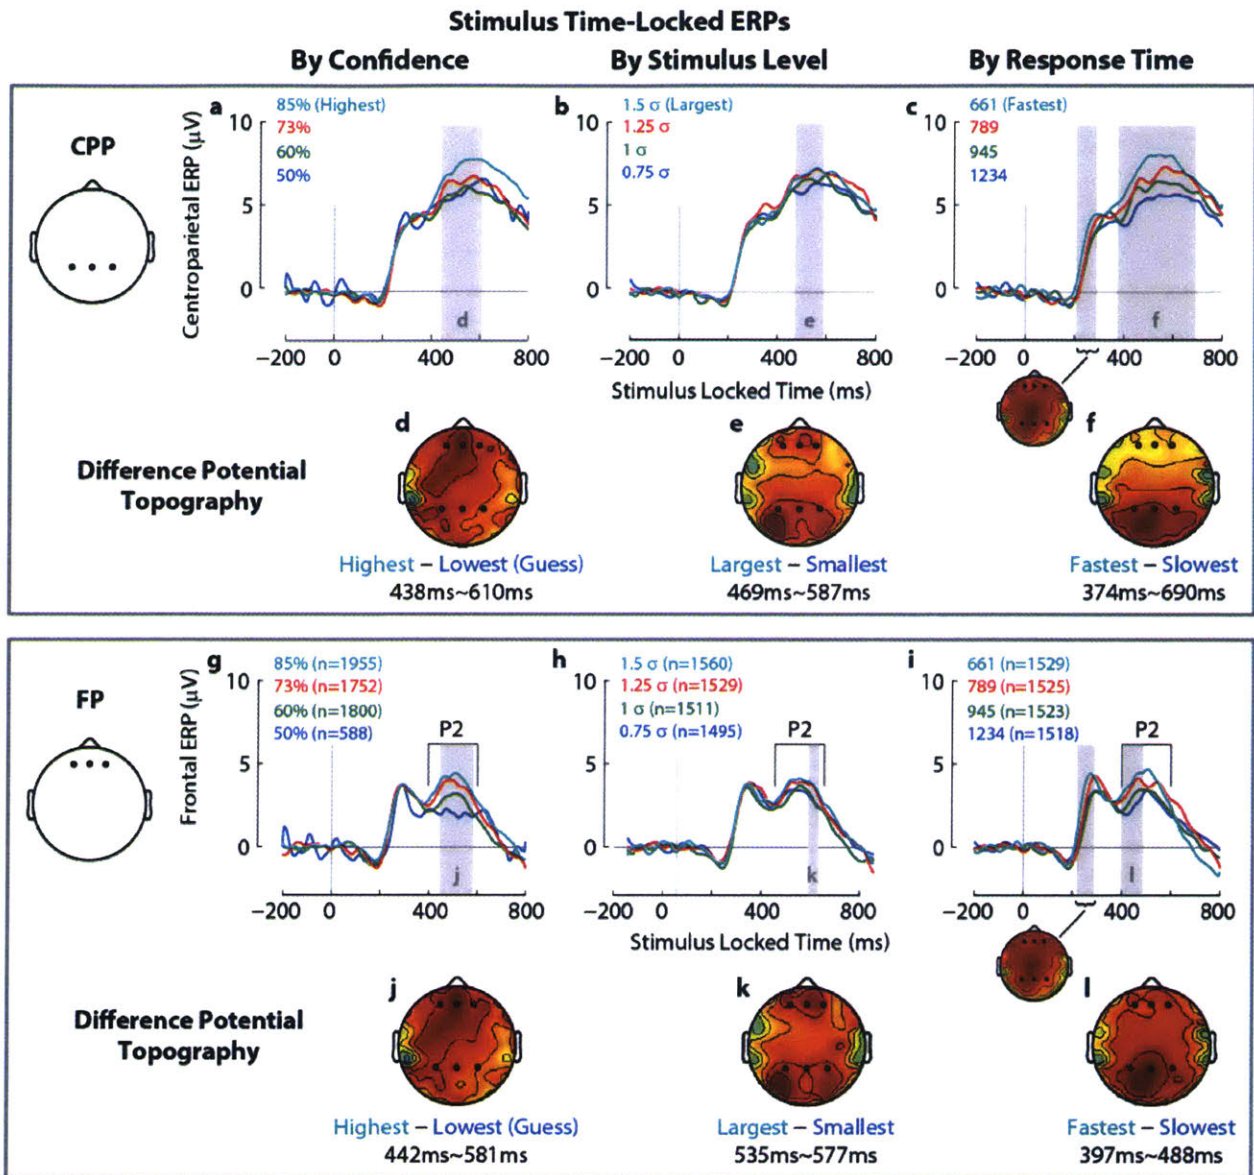 Stimulus Time-Locked ERPs
By Confidence
By Stimulus Level
By Response Time
CPP
Centroparietal ERP (µV)
a
85% (Highest)
73%
60%
50%
10
5
0
d
−200 0 400 800
b
1.5 σ (Largest)
1.25 σ
1 σ
0.75 σ
10
5
0
e
−200 0 400 800
c
661 (Fastest)
789
945
1234
10
5
0
f
−200 0 400 800
Stimulus Locked Time (ms)
Difference Potential
Topography
d
Highest – Lowest (Guess)
438ms~610ms
e
Largest – Smallest
469ms~587ms
f
Fastest – Slowest
374ms~690ms
FP
Frontal ERP (µV)
g
85% (n=1955)
73% (n=1752)
60% (n=1800)
50% (n=588)
P2
10
5
0
j
−200 0 400 800
h
1.5 σ (n=1560)
1.25 σ (n=1529)
1 σ (n=1511)
0.75 σ (n=1495)
P2
10
5
0
k
−200 0 400 800
i
661 (n=1529)
789 (n=1525)
945 (n=1523)
1234 (n=1518)
P2
10
5
0
l
−200 0 400 800
Stimulus Locked Time (ms)
Difference Potential
Topography
j
Highest – Lowest (Guess)
442ms~581ms
k
Largest – Smallest
535ms~577ms
l
Fastest – Slowest
397ms~488ms